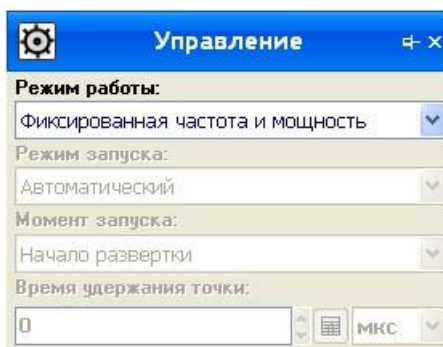 Управление
Режим работы:
Фиксированная частота и мощность
Режим запуска:
Автоматический
Момент запуска:
Начало развертки
Время удержания точки:
0 мкс